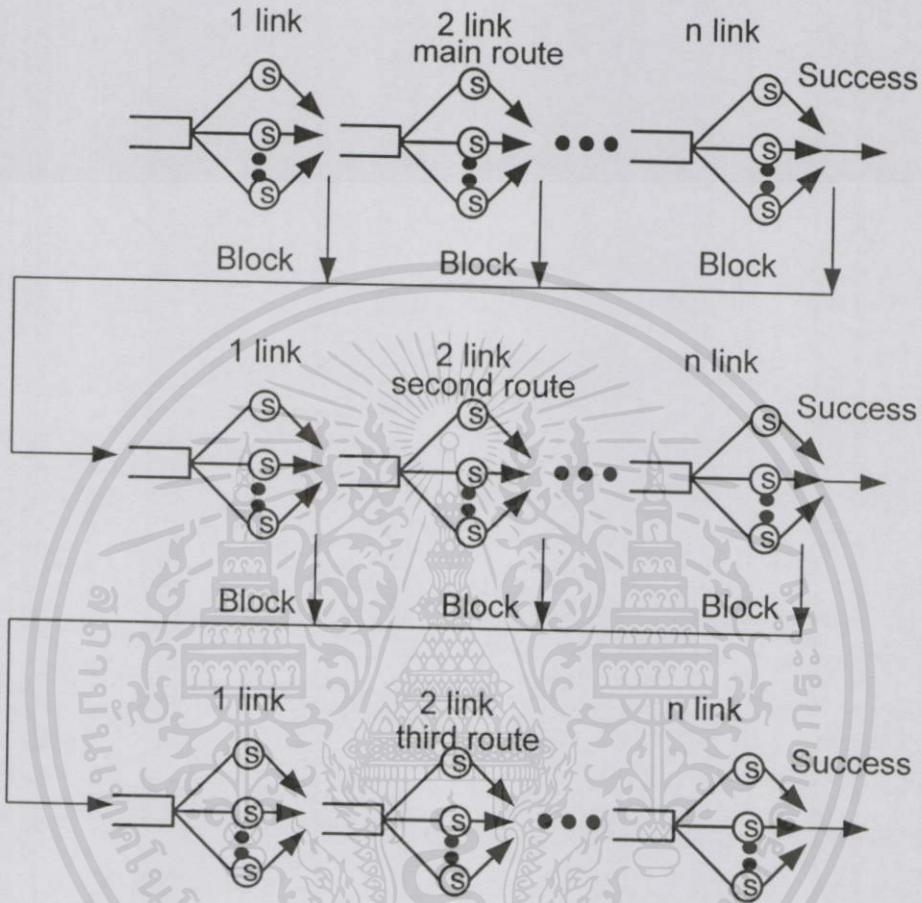 1 link
2 link
main route
n link
Success
S S S
S S S
S S S
Block
Block
Block
1 link
2 link
second route
n link
Success
S S S
S S S
S S S
Block
Block
Block
1 link
2 link
third route
n link
Success
S S S
S S S
S S S